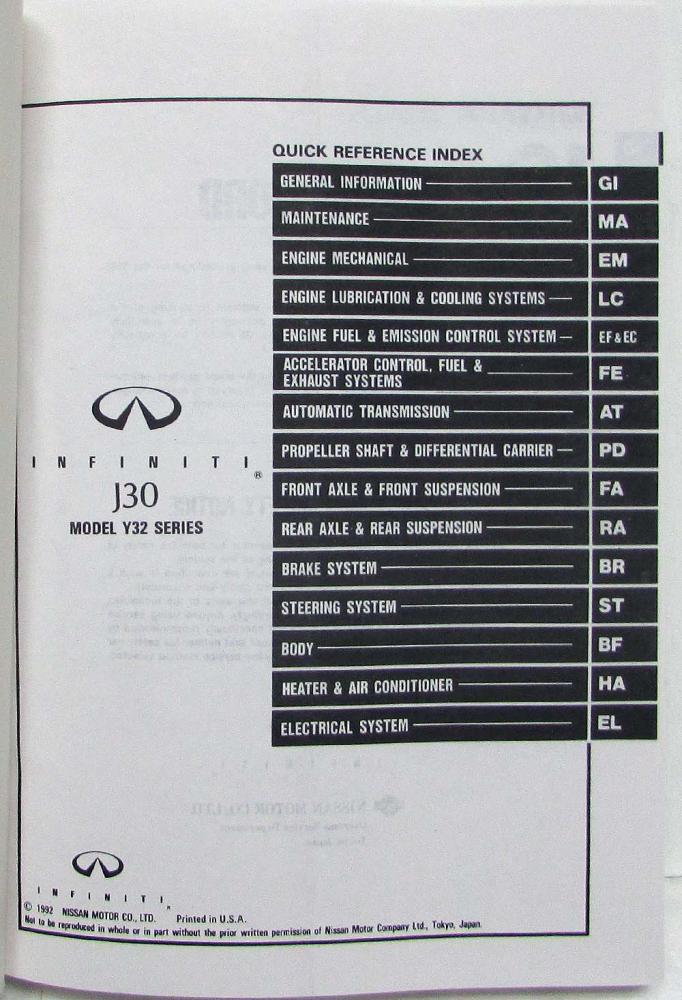 QUICK REFERENCE INDEX
GENERAL INFORMATION GI
MAINTENANCE MA
ENGINE MECHANICAL EM
ENGINE LUBRICATION & COOLING SYSTEMS LC
ENGINE FUEL & EMISSION CONTROL SYSTEM EF & EC
ACCELERATOR CONTROL, FUEL &
EXHAUST SYSTEMS FE
AUTOMATIC TRANSMISSION AT
PROPELLER SHAFT & DIFFERENTIAL CARRIER PD
FRONT AXLE & FRONT SUSPENSION FA
REAR AXLE & REAR SUSPENSION RA
BRAKE SYSTEM BR
STEERING SYSTEM ST
BODY BF
HEATER & AIR CONDITIONER HA
ELECTRICAL SYSTEM EL
INFINITI®
J30
MODEL Y32 SERIES
INFINITI®
© 1992 NISSAN MOTOR CO., LTD. Printed in U.S.A.
Not to be reproduced in whole or in part without the prior written permission of Nissan Motor Company Ltd., Tokyo, Japan.